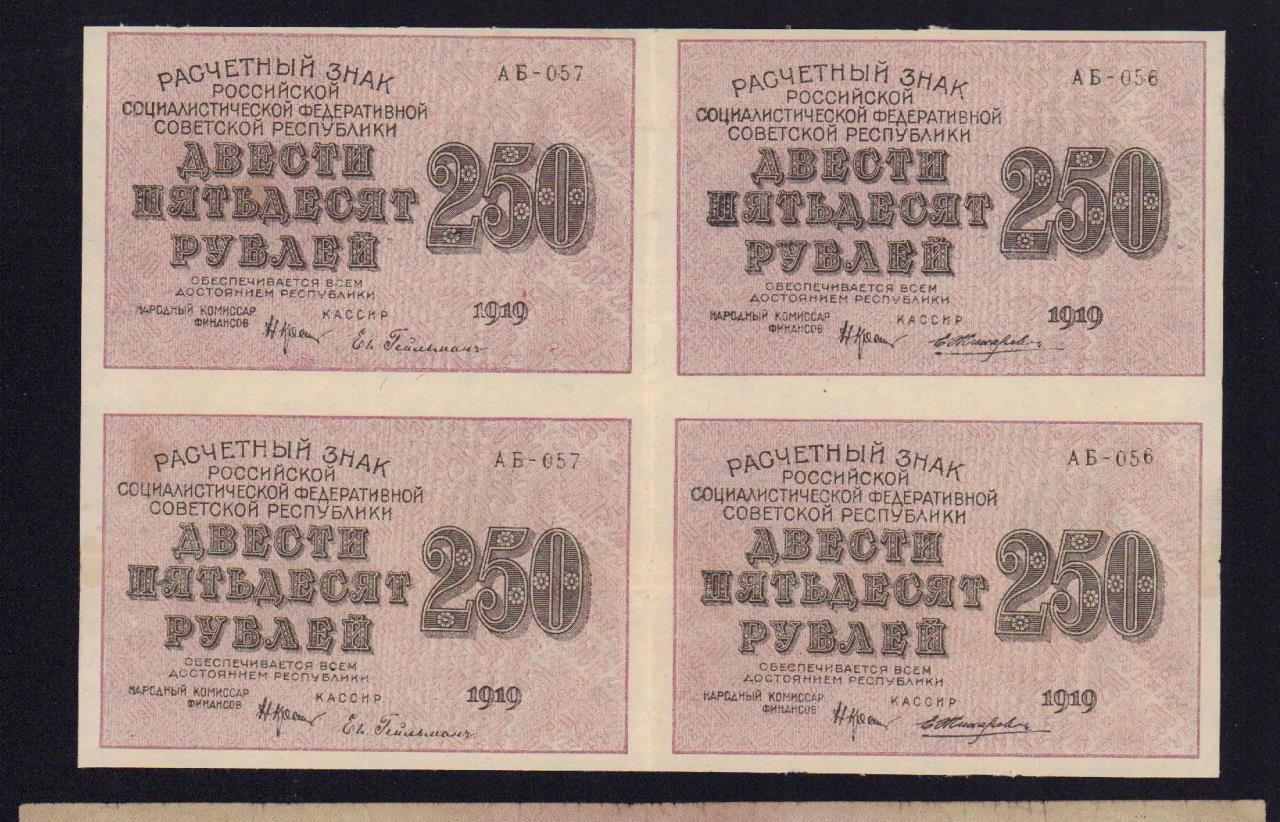 РАСЧЕТНЫЙ ЗНАК
АБ-057
РОССИЙСКОЙ
СОЦИАЛИСТИЧЕСКОЙ ФЕДЕРАТИВНОЙ
СОВЕТСКОЙ РЕСПУБЛИКИ
ДВЕСТИ
ПЯТЬДЕСЯТ
РУБЛЕЙ
250
ОБЕСПЕЧИВАЕТСЯ ВСЕМ
ДОСТОЯНИЕМ РЕСПУБЛИКИ
НАРОДНЫЙ КОМИССАР
ФИНАНСОВ
КАССИР
1919
Ев. Гейльманъ
РАСЧЕТНЫЙ ЗНАК
АБ-056
РОССИЙСКОЙ
СОЦИАЛИСТИЧЕСКОЙ ФЕДЕРАТИВНОЙ
СОВЕТСКОЙ РЕСПУБЛИКИ
ДВЕСТИ
ПЯТЬДЕСЯТ
РУБЛЕЙ
250
ОБЕСПЕЧИВАЕТСЯ ВСЕМ
ДОСТОЯНИЕМ РЕСПУБЛИКИ
НАРОДНЫЙ КОМИССАР
ФИНАНСОВ
КАССИР
1919
РАСЧЕТНЫЙ ЗНАК
АБ-057
РОССИЙСКОЙ
СОЦИАЛИСТИЧЕСКОЙ ФЕДЕРАТИВНОЙ
СОВЕТСКОЙ РЕСПУБЛИКИ
ДВЕСТИ
ПЯТЬДЕСЯТ
РУБЛЕЙ
250
ОБЕСПЕЧИВАЕТСЯ ВСЕМ
ДОСТОЯНИЕМ РЕСПУБЛИКИ
НАРОДНЫЙ КОМИССАР
ФИНАНСОВ
КАССИР
1919
Ев. Гейльманъ
РАСЧЕТНЫЙ ЗНАК
АБ-056
РОССИЙСКОЙ
СОЦИАЛИСТИЧЕСКОЙ ФЕДЕРАТИВНОЙ
СОВЕТСКОЙ РЕСПУБЛИКИ
ДВЕСТИ
ПЯТЬДЕСЯТ
РУБЛЕЙ
250
ОБЕСПЕЧИВАЕТСЯ ВСЕМ
ДОСТОЯНИЕМ РЕСПУБЛИКИ
НАРОДНЫЙ КОМИССАР
ФИНАНСОВ
КАССИР
1919